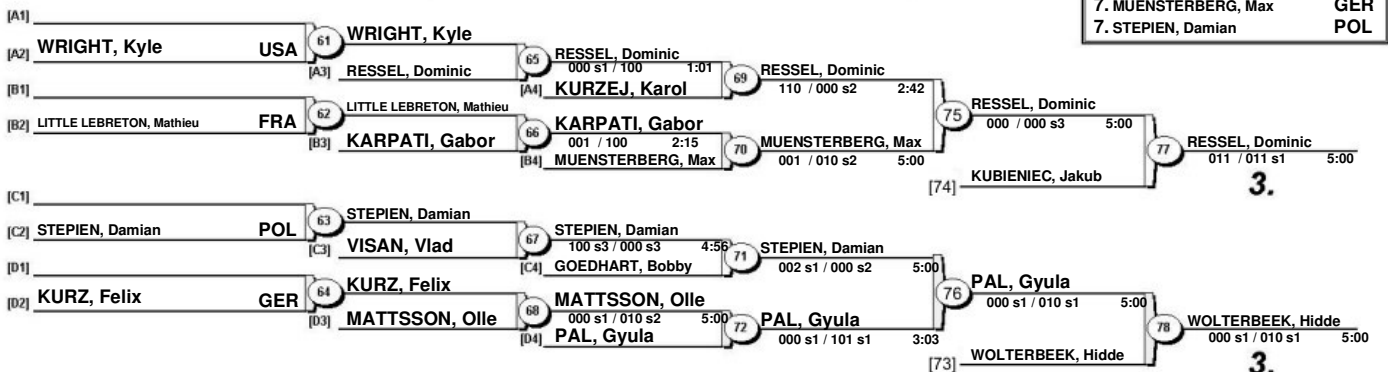 7. MUENSTERBERG, Max GER
7. STEPIEN, Damian POL
[A1]
[A2] WRIGHT, Kyle USA
61
WRIGHT, Kyle
[A3] RESSEL, Dominic
65
RESSEL, Dominic
000 s1 / 100 1:01
[A4] KURZEJ, Karol
69
RESSEL, Dominic
110 / 000 s2 2:42
[B1]
[B2] LITTLE LEBRETON, Mathieu FRA
62
LITTLE LEBRETON, Mathieu
[B3] KARPATI, Gabor
66
KARPATI, Gabor
001 / 100 2:15
[B4] MUENSTERBERG, Max
70
MUENSTERBERG, Max
001 / 010 s2 5:00
75
RESSEL, Dominic
000 / 000 s3 5:00
[74] KUBIENIEC, Jakub
77
RESSEL, Dominic
011 / 011 s1 5:00
3.
[C1]
[C2] STEPIEN, Damian POL
63
STEPIEN, Damian
[C3] VISAN, Vlad
67
STEPIEN, Damian
100 s3 / 000 s3 4:56
[C4] GOEDHART, Bobby
71
STEPIEN, Damian
002 s1 / 000 s2 5:00
[D1]
[D2] KURZ, Felix GER
64
KURZ, Felix
[D3] MATTSSON, Olle
68
MATTSSON, Olle
000 s1 / 010 s2 5:00
[D4] PAL, Gyula
72
PAL, Gyula
000 s1 / 101 s1 3:03
76
PAL, Gyula
000 s1 / 010 s1 5:00
[73] WOLTERBEEK, Hidde
78
WOLTERBEEK, Hidde
000 s1 / 010 s1 5:00
3.